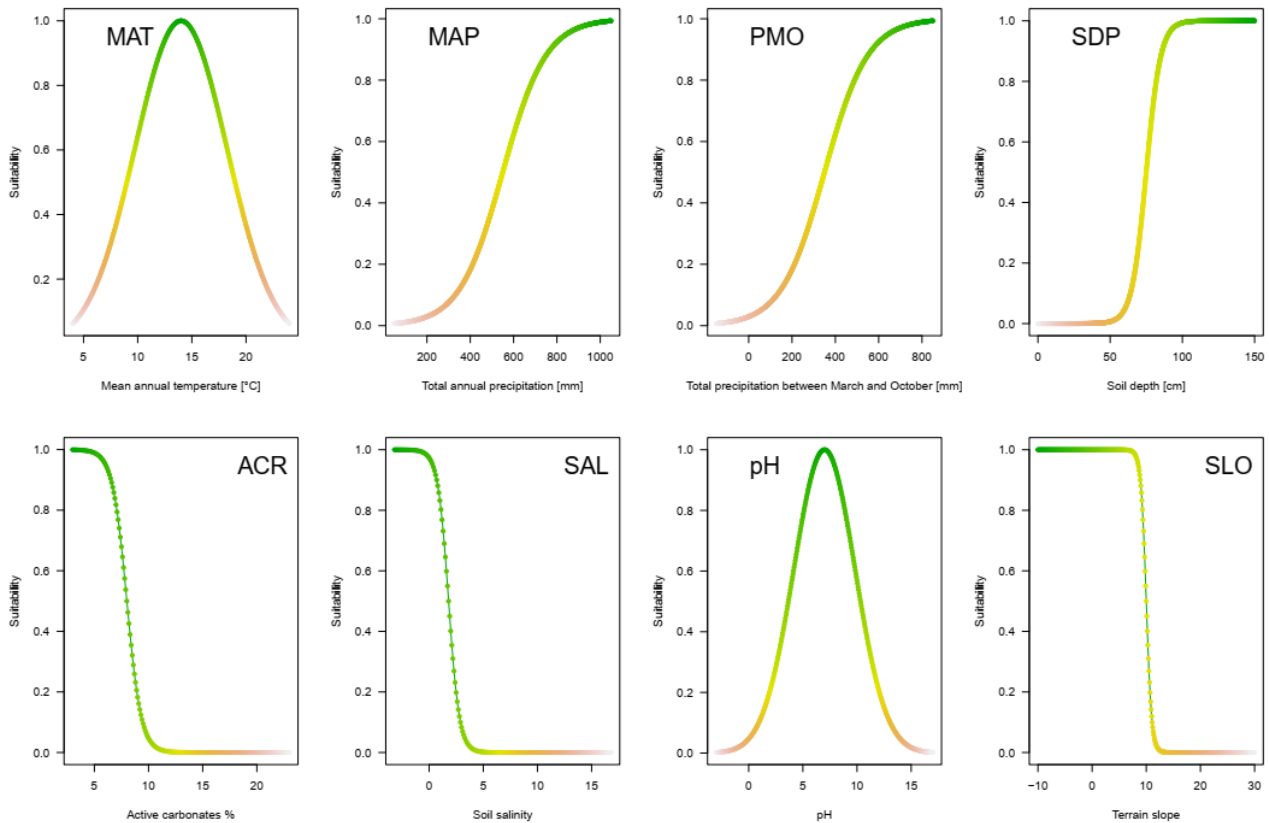 MAT
1.0
0.8
0.6
0.4
0.2
Suitability
5 10 15 20
Mean annual temperature [°C]
MAP
1.0
0.8
0.6
0.4
0.2
0.0
Suitability
200 400 600 800 1000
Total annual precipitation [mm]
PMO
1.0
0.8
0.6
0.4
0.2
0.0
Suitability
0 200 400 600 800
Total precipitation between March and October [mm]
SDP
1.0
0.8
0.6
0.4
0.2
0.0
Suitability
0 50 100 150
Soil depth [cm]
ACR
1.0
0.8
0.6
0.4
0.2
0.0
Suitability
5 10 15 20
Active carbonates %
SAL
1.0
0.8
0.6
0.4
0.2
0.0
Suitability
0 5 10 15
Soil salinity
pH
1.0
0.8
0.6
0.4
0.2
0.0
Suitability
0 5 10 15
pH
SLO
1.0
0.8
0.6
0.4
0.2
0.0
Suitability
−10 0 10 20 30
Terrain slope